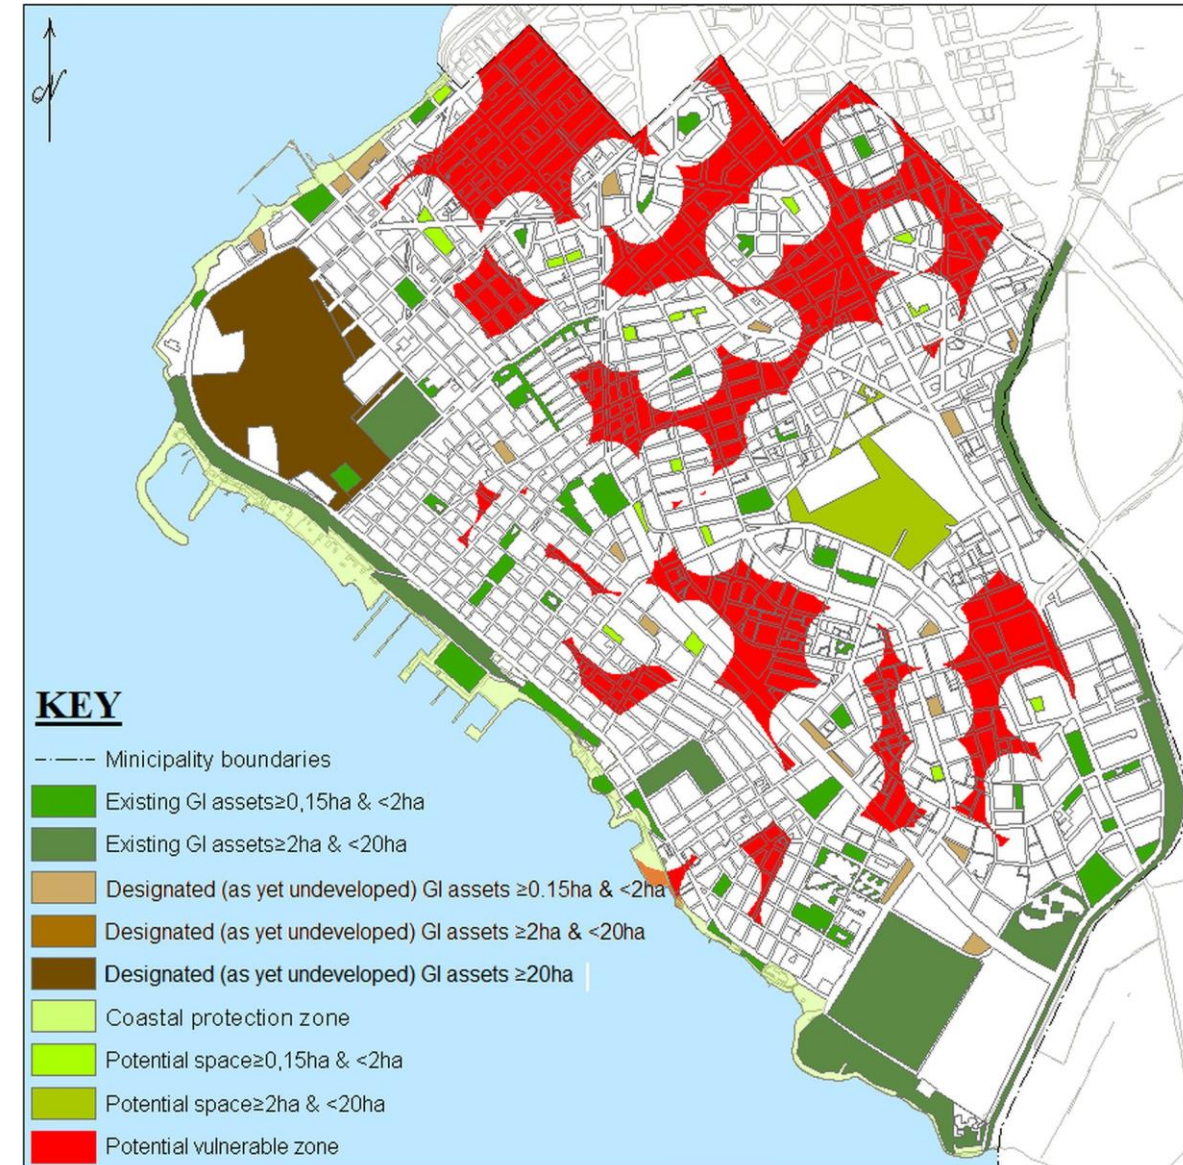 N
KEY
Minicipality boundaries
Existing GI assets≥0,15ha & <2ha
Existing GI assets≥2ha & <20ha
Designated (as yet undeveloped) GI assets ≥0.15ha & <2ha
Designated (as yet undeveloped) GI assets ≥2ha & <20ha
Designated (as yet undeveloped) GI assets ≥20ha
Coastal protection zone
Potential space≥0,15ha & <2ha
Potential space≥2ha & <20ha
Potential vulnerable zone